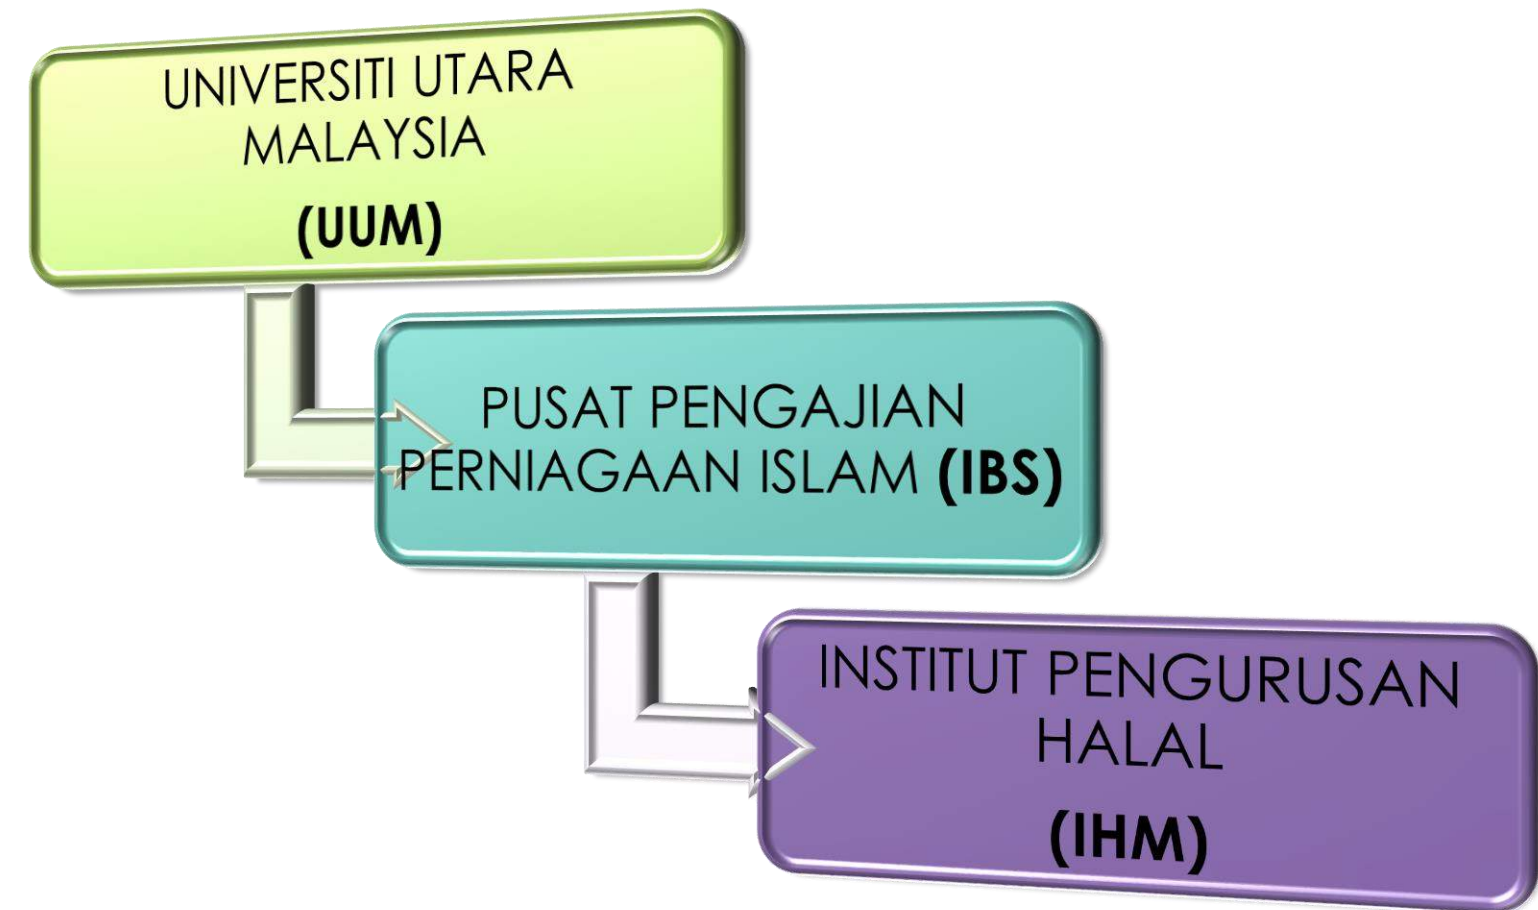 UNIVERSITI UTARA
MALAYSIA
(UUM)
PUSAT PENGAJIAN
PERNIAGAAN ISLAM (IBS)
INSTITUT PENGURUSAN
HALAL
(IHM)